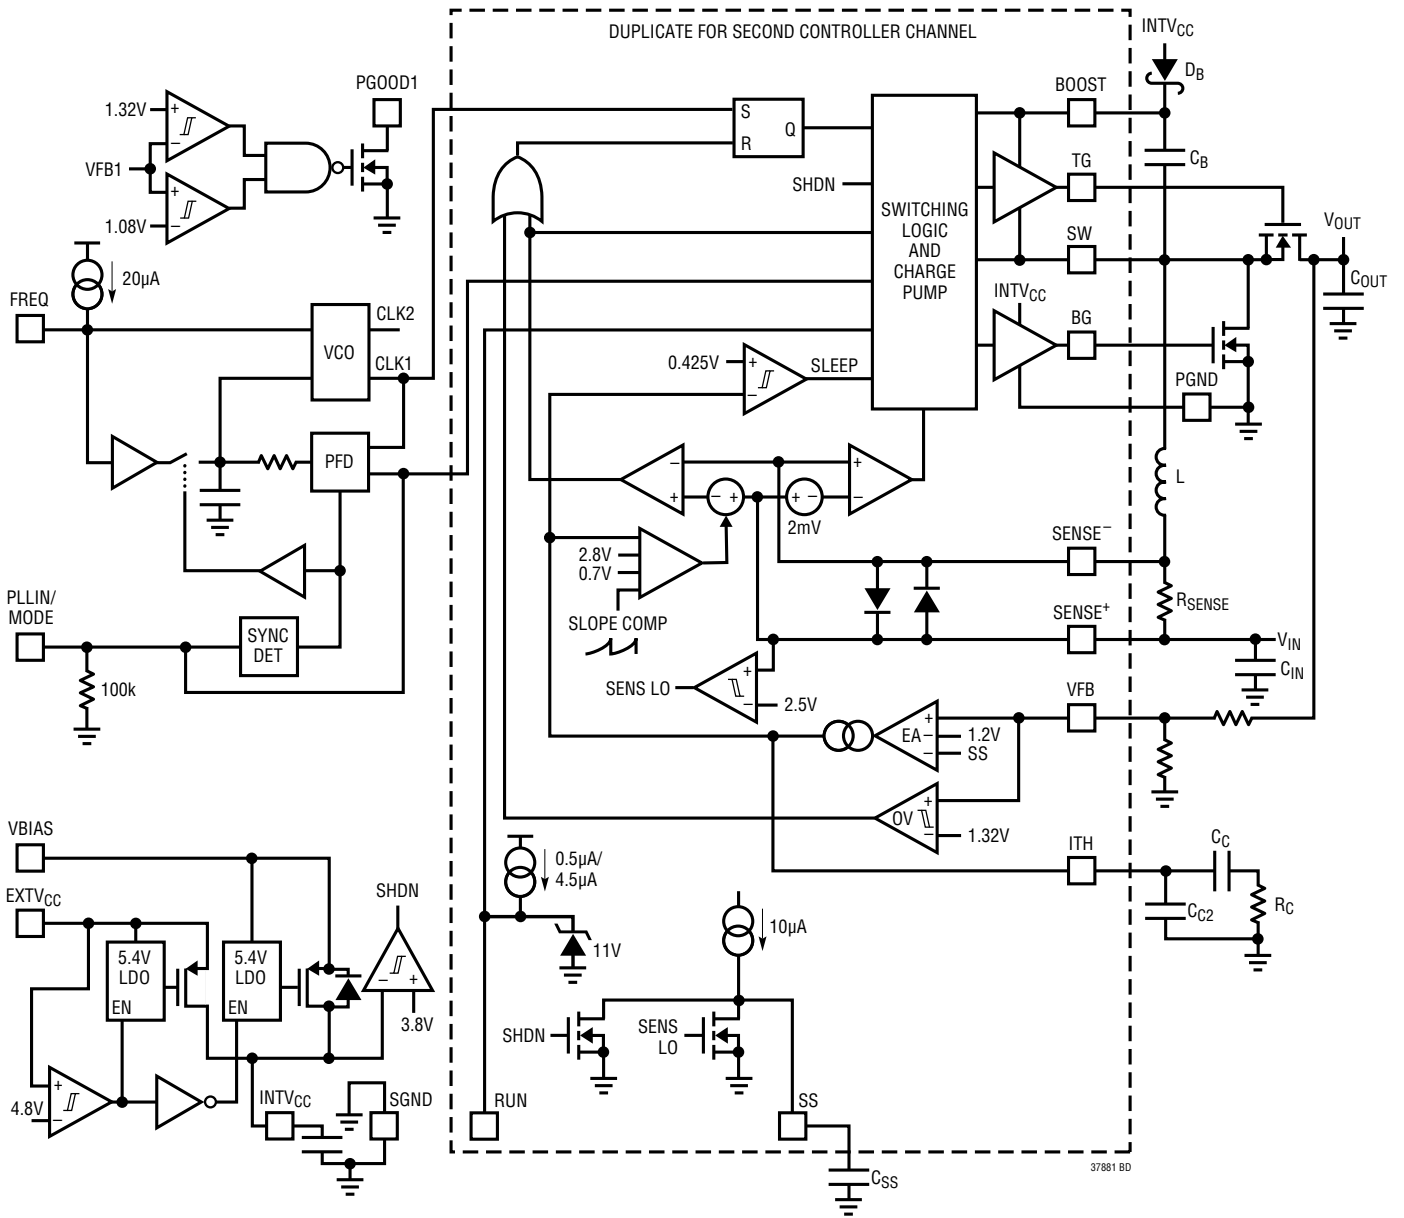 DUPLICATE FOR SECOND CONTROLLER CHANNEL
INTVCC
DB
PGOOD1
1.32V
+
−
VFB1
+
1.08V
−
S
R
Q
BOOST
CB
TG
SHDN
SWITCHING
LOGIC
AND
CHARGE
PUMP
SW
VOUT
COUT
20µA
FREQ
VCO
CLK2
CLK1
INTVCC
BG
0.425V
+
−
SLEEP
PGND
PFD
−
+
− +
+ −
2mV
+
−
L
2.8V
0.7V
SLOPE COMP
SENSE−
RSENSE
SENSE+
VIN
CIN
PLLIN/
MODE
SYNC
DET
100k
SENS LO
+
−
2.5V
VFB
EA
+
−
−
1.2V
SS
OV
+
−
1.32V
ITH
CC
CC2
RC
VBIAS
EXTVCC
5.4V
LDO
EN
5.4V
LDO
EN
SHDN
−
+
3.8V
+
4.8V
−
INTVCC
SGND
0.5µA/
4.5µA
11V
10µA
SHDN
SENS
LO
RUN
SS
CSS
37881 BD